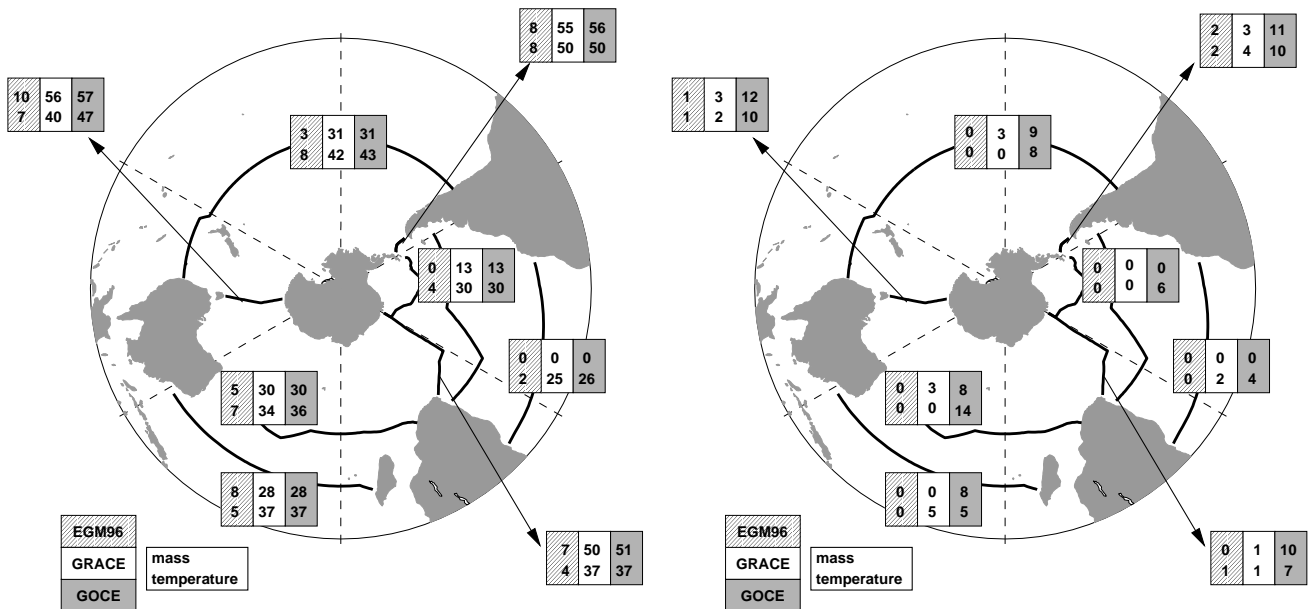 8 55 56
8 50 50
10 56 57
7 40 47
3 31 31
8 42 43
0 13 13
4 30 30
0 0 0
2 25 26
5 30 30
7 34 36
8 28 28
5 37 37
7 50 51
4 37 37
EGM96
GRACE
GOCE
mass
temperature
2 3 11
2 4 10
1 3 12
1 2 10
0 3 9
0 0 8
0 0 0
0 0 6
0 0 0
0 2 4
0 3 8
0 0 14
0 0 8
0 5 5
0 1 10
1 1 7
EGM96
GRACE
GOCE
mass
temperature